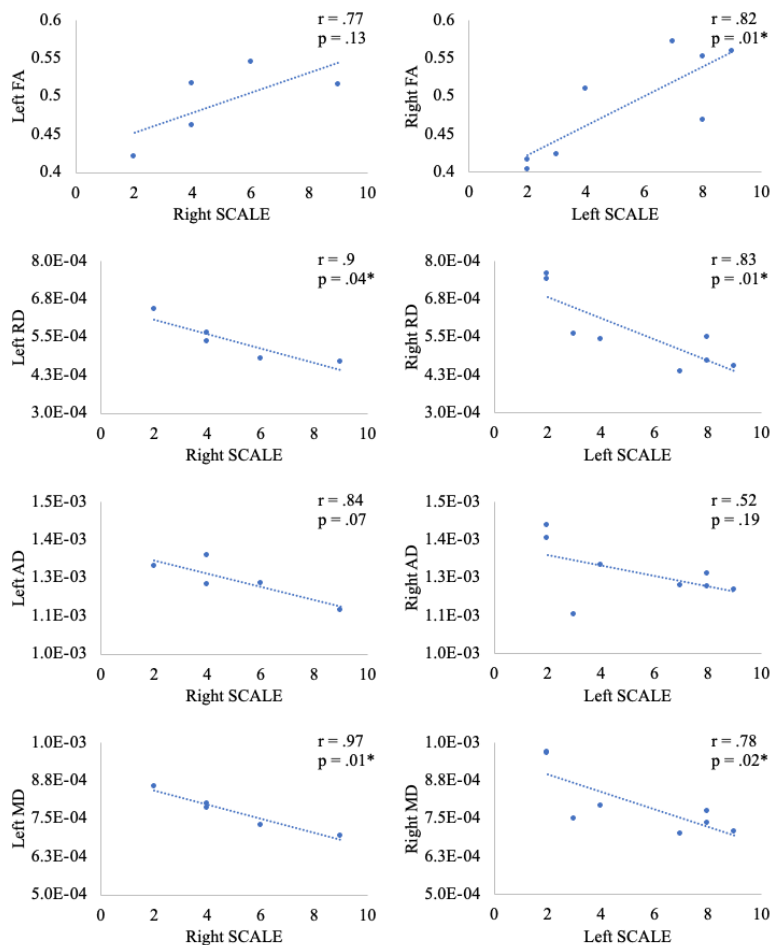 r = .77
p = .13
0.6
0.55
0.5
0.45
0.4
Left FA
0 2 4 6 8 10
Right SCALE
r = .82
p = .01*
0.6
0.55
0.5
0.45
0.4
Right FA
0 2 4 6 8 10
Left SCALE
r = .9
p = .04*
8.0E-04
6.8E-04
5.5E-04
4.3E-04
3.0E-04
Left RD
0 2 4 6 8 10
Right SCALE
r = .83
p = .01*
8.0E-04
6.8E-04
5.5E-04
4.3E-04
3.0E-04
Right RD
0 2 4 6 8 10
Left SCALE
r = .84
p = .07
1.5E-03
1.4E-03
1.3E-03
1.1E-03
1.0E-03
Left AD
0 2 4 6 8 10
Right SCALE
r = .52
p = .19
1.5E-03
1.4E-03
1.3E-03
1.1E-03
1.0E-03
Right AD
0 2 4 6 8 10
Left SCALE
r = .97
p = .01*
1.0E-03
8.8E-04
7.5E-04
6.3E-04
5.0E-04
Left MD
0 2 4 6 8 10
Right SCALE
r = .78
p = .02*
1.0E-03
8.8E-04
7.5E-04
6.3E-04
5.0E-04
Right MD
0 2 4 6 8 10
Left SCALE